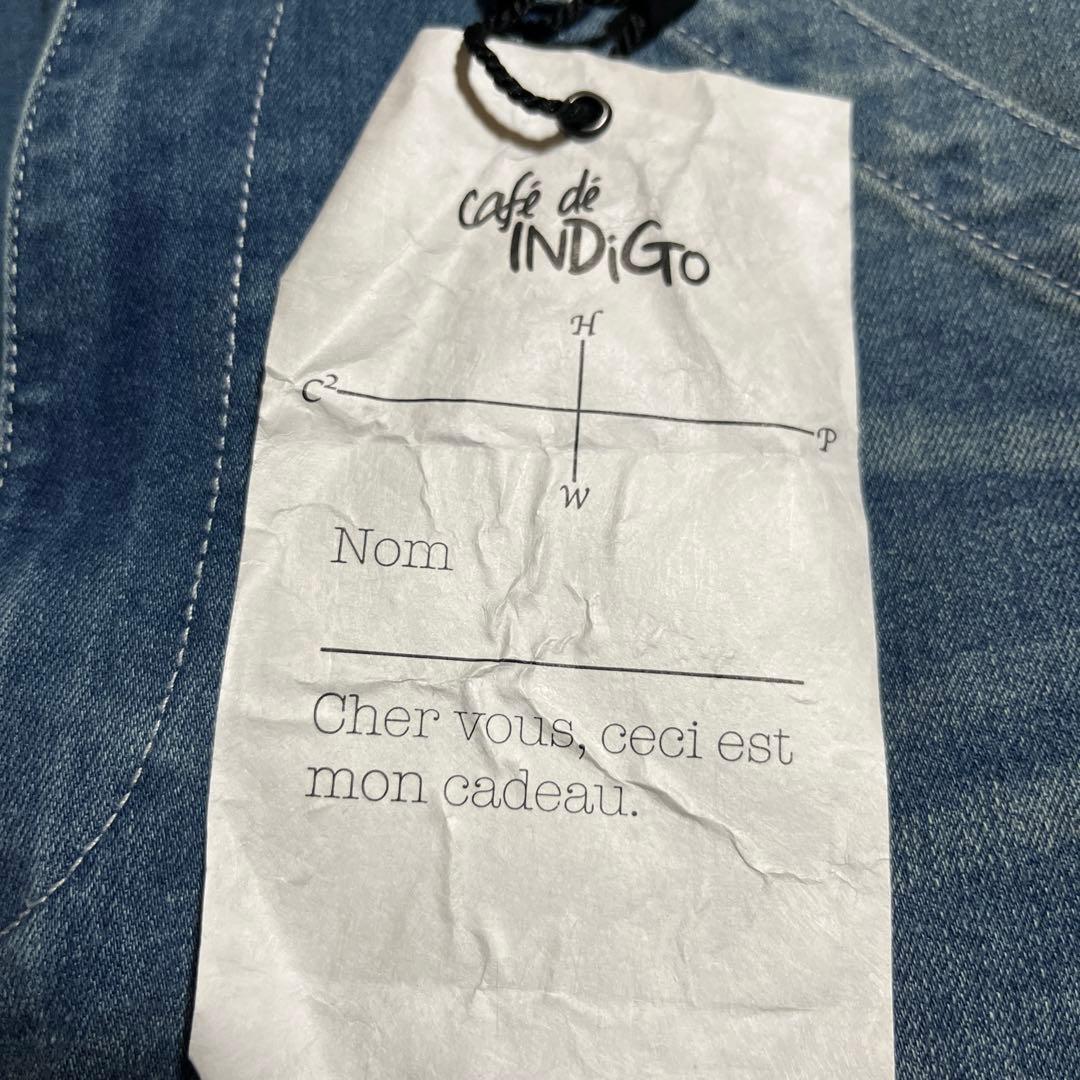 café dé
INDiGo
H
C² P
W
Nom
Cher vous, ceci est
mon cadeau.